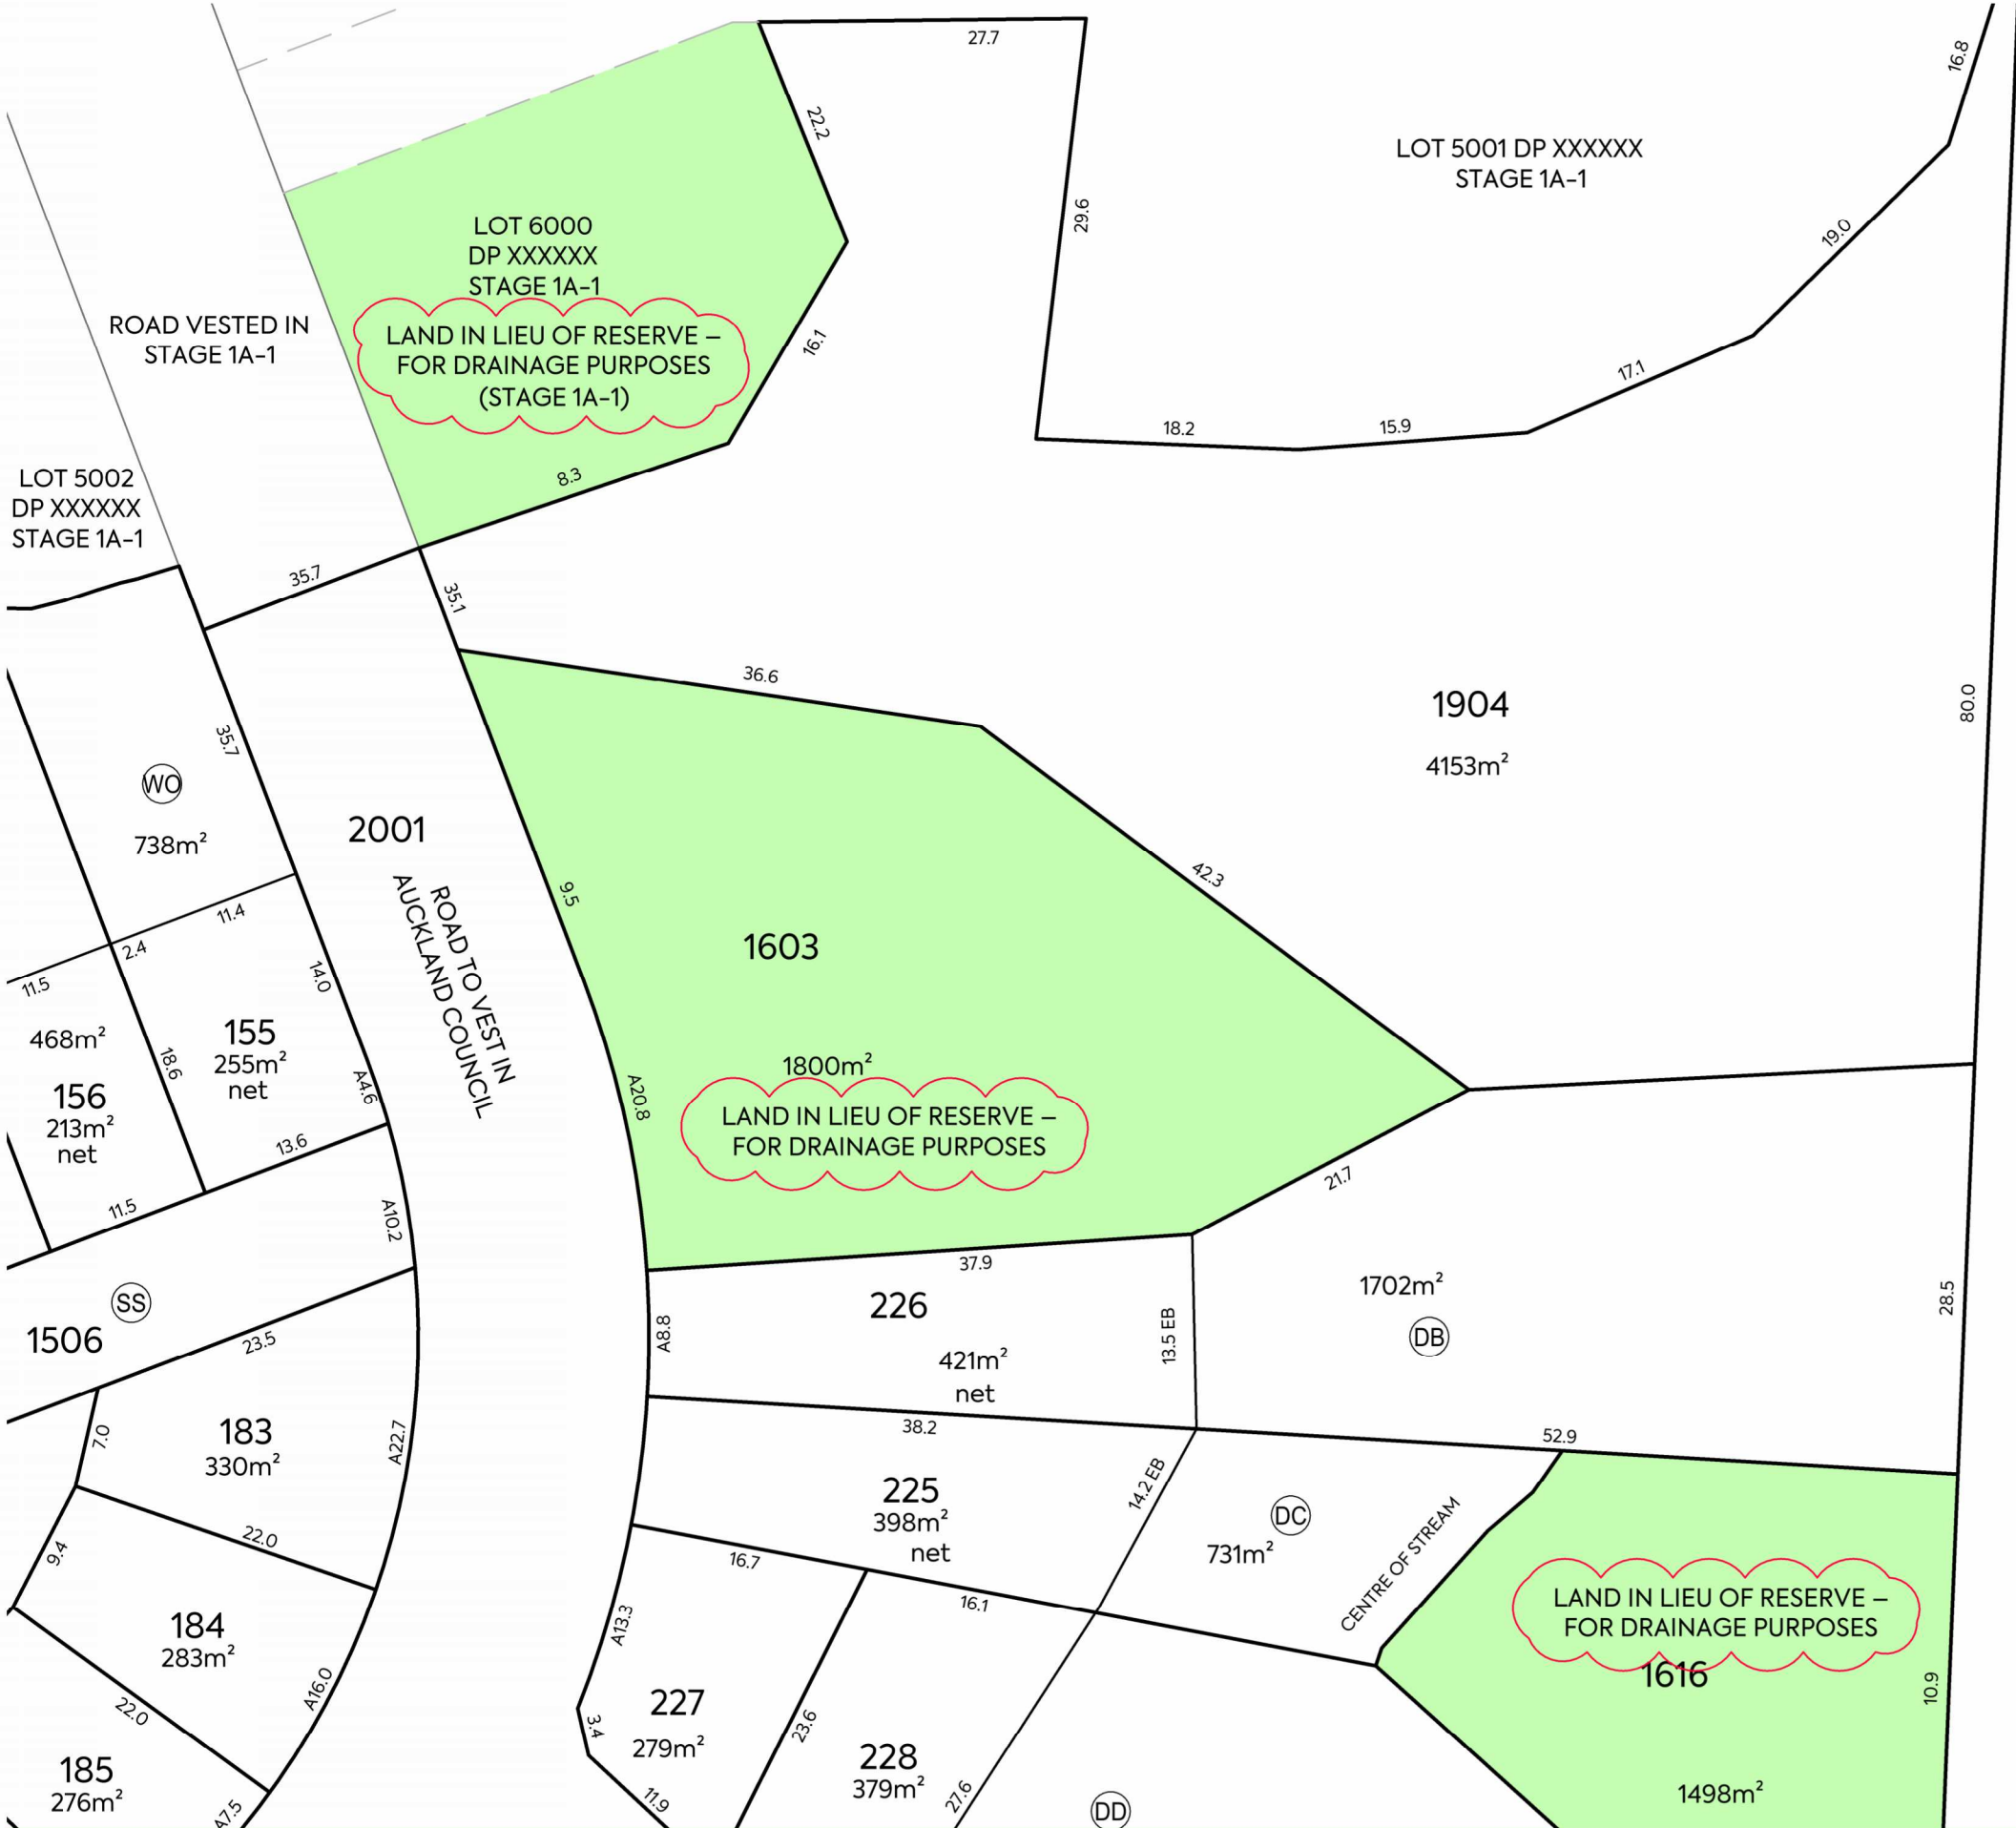 27.7
16.8
22.2
LOT 5001 DP XXXXXX
STAGE 1A-1
29.6
19.0
LOT 6000
DP XXXXXX
STAGE 1A-1
LAND IN LIEU OF RESERVE –
FOR DRAINAGE PURPOSES
(STAGE 1A-1)
16.1
ROAD VESTED IN
STAGE 1A-1
17.1
18.2
15.9
8.3
LOT 5002
DP XXXXXX
STAGE 1A-1
35.7
35.1
36.6
1904
4153m²
80.0
35.7
WO
738m²
2001
ROAD TO VEST IN
AUCKLAND COUNCIL
9.5
42.3
11.4
2.4
11.5
14.0
1603
468m²
156
213m²
net
18.6
155
255m²
net
A4.6
A20.8
1800m²
LAND IN LIEU OF RESERVE –
FOR DRAINAGE PURPOSES
13.6
11.5
A10.2
21.7
37.9
SS
1506
23.5
A8.8
226
421m²
net
13.5 EB
1702m²
DB
28.5
7.0
183
330m²
A22.7
38.2
52.9
225
398m²
net
14.2 EB
DC
731m²
CENTRE OF STREAM
22.0
9.4
16.7
16.1
184
283m²
A16.0
A13.3
LAND IN LIEU OF RESERVE –
FOR DRAINAGE PURPOSES
1616
10.9
22.0
3.4
227
279m²
23.6
228
379m²
27.6
1498m²
185
276m²
A7.5
11.9
DD